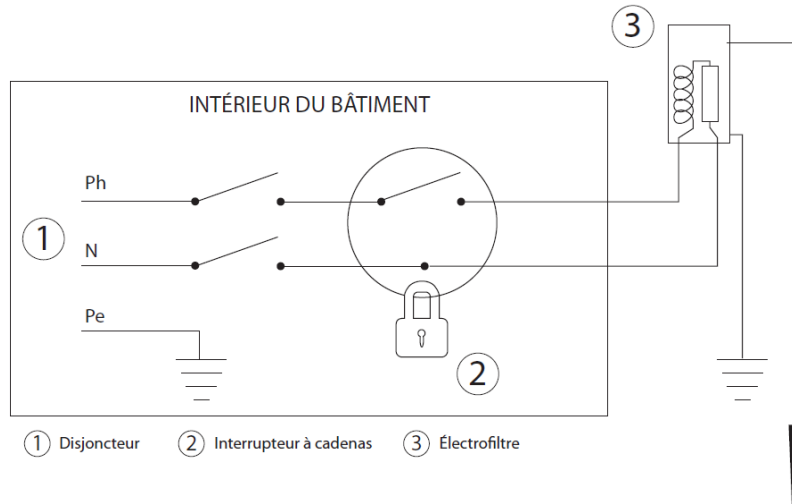 3
INTÉRIEUR DU BÂTIMENT
Ph
1
N
Pe
2
1 Disjoncteur 2 Interrupteur à cadenas 3 Électrofiltre